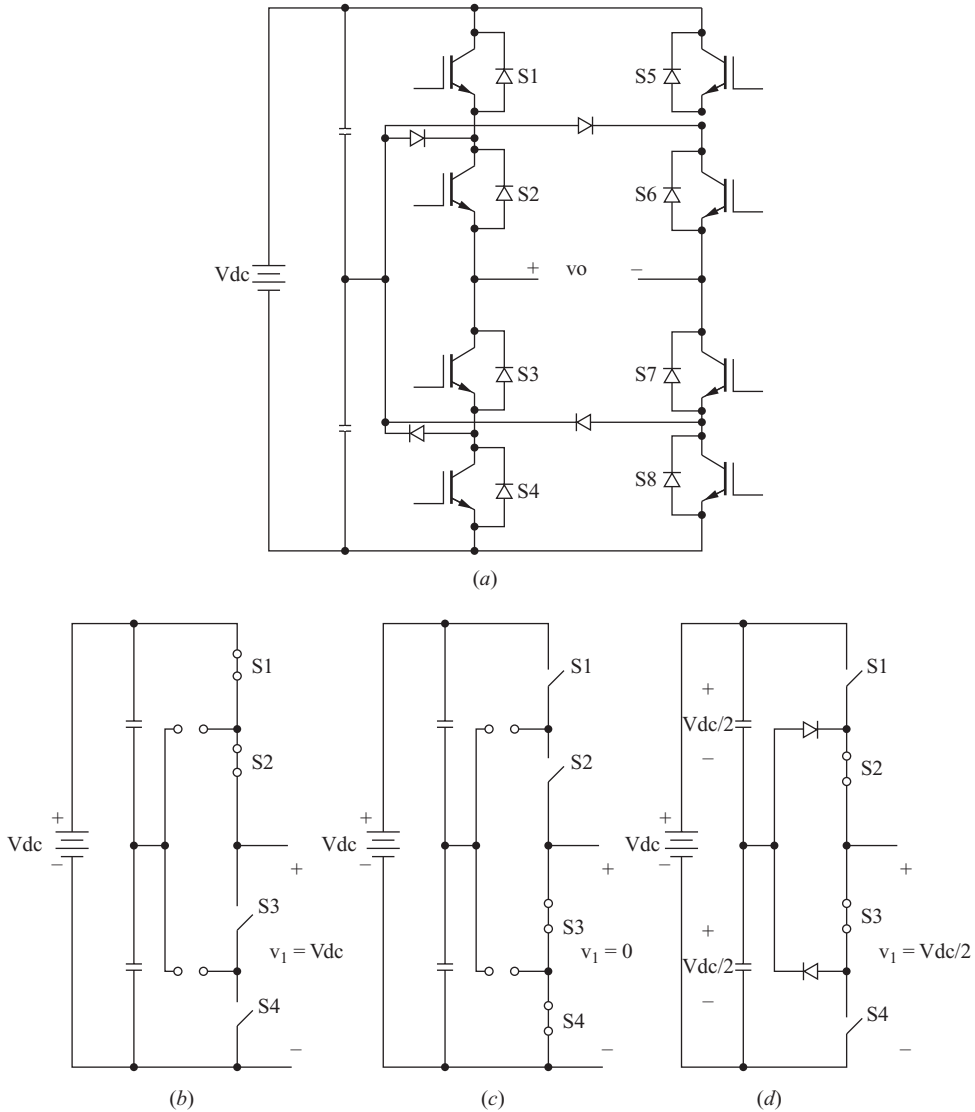 S1
S5
S2
S6
Vdc
+ vo −
S3
S7
S4
S8
(a)
S1
S2
+
Vdc
−
+
S3
v1 = Vdc
S4
−
(b)
S1
S2
+
Vdc
−
+
S3
v1 = 0
S4
−
(c)
S1
+
Vdc/2
−
S2
+
Vdc
−
+
S3
+
Vdc/2
−
v1 = Vdc/2
S4
−
(d)